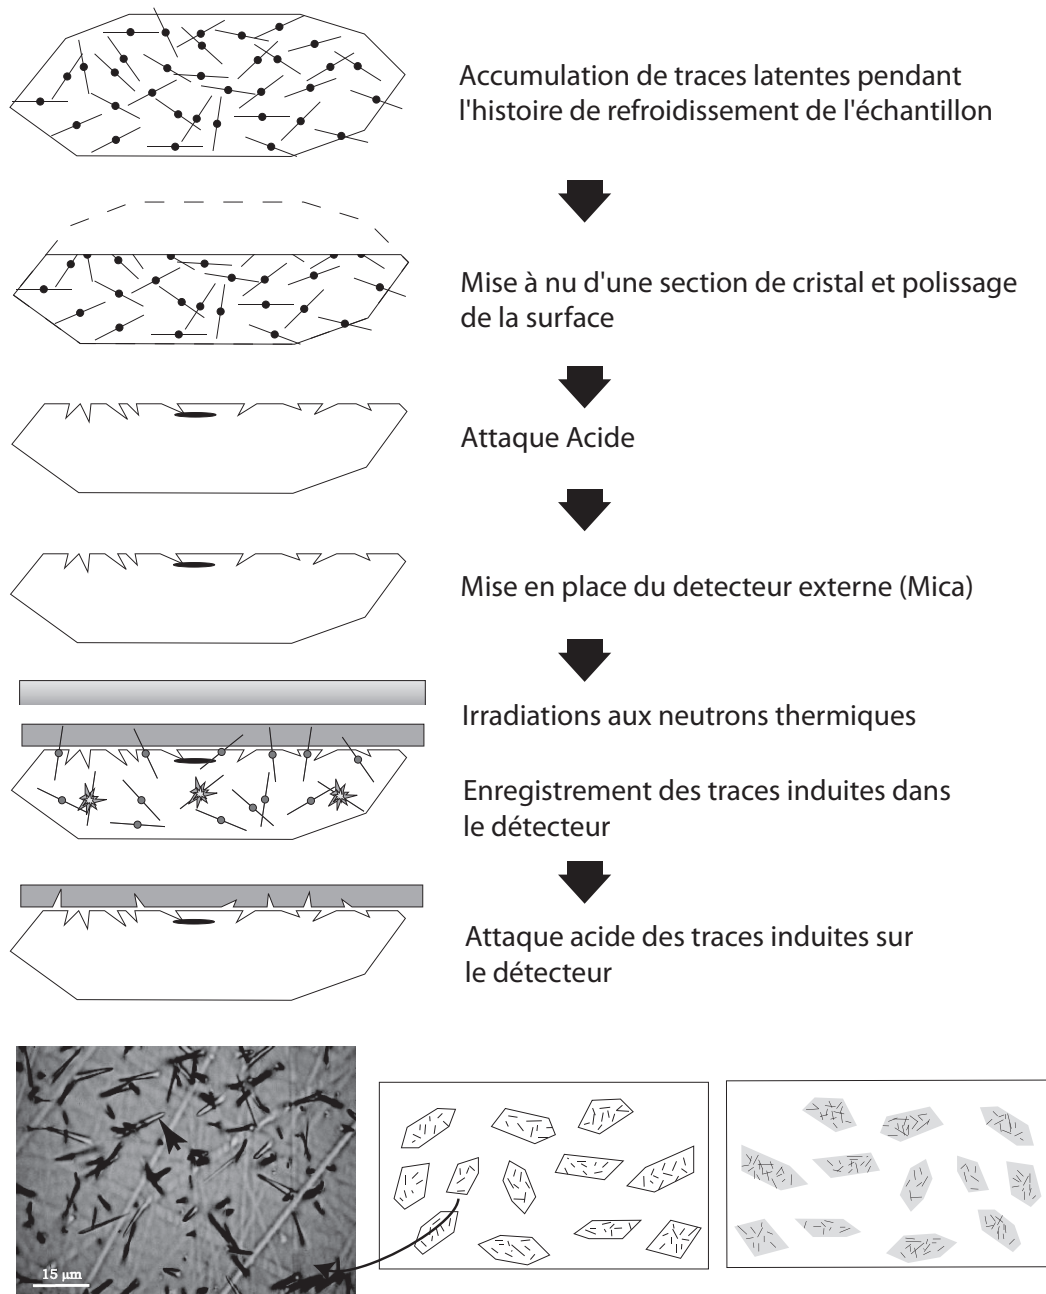 Accumulation de traces latentes pendant
l'histoire de refroidissement de l'échantillon
Mise à nu d'une section de cristal et polissage
de la surface
Attaque Acide
Mise en place du detecteur externe (Mica)
Irradiations aux neutrons thermiques
Enregistrement des traces induites dans
le détecteur
Attaque acide des traces induites sur
le détecteur
15 µm